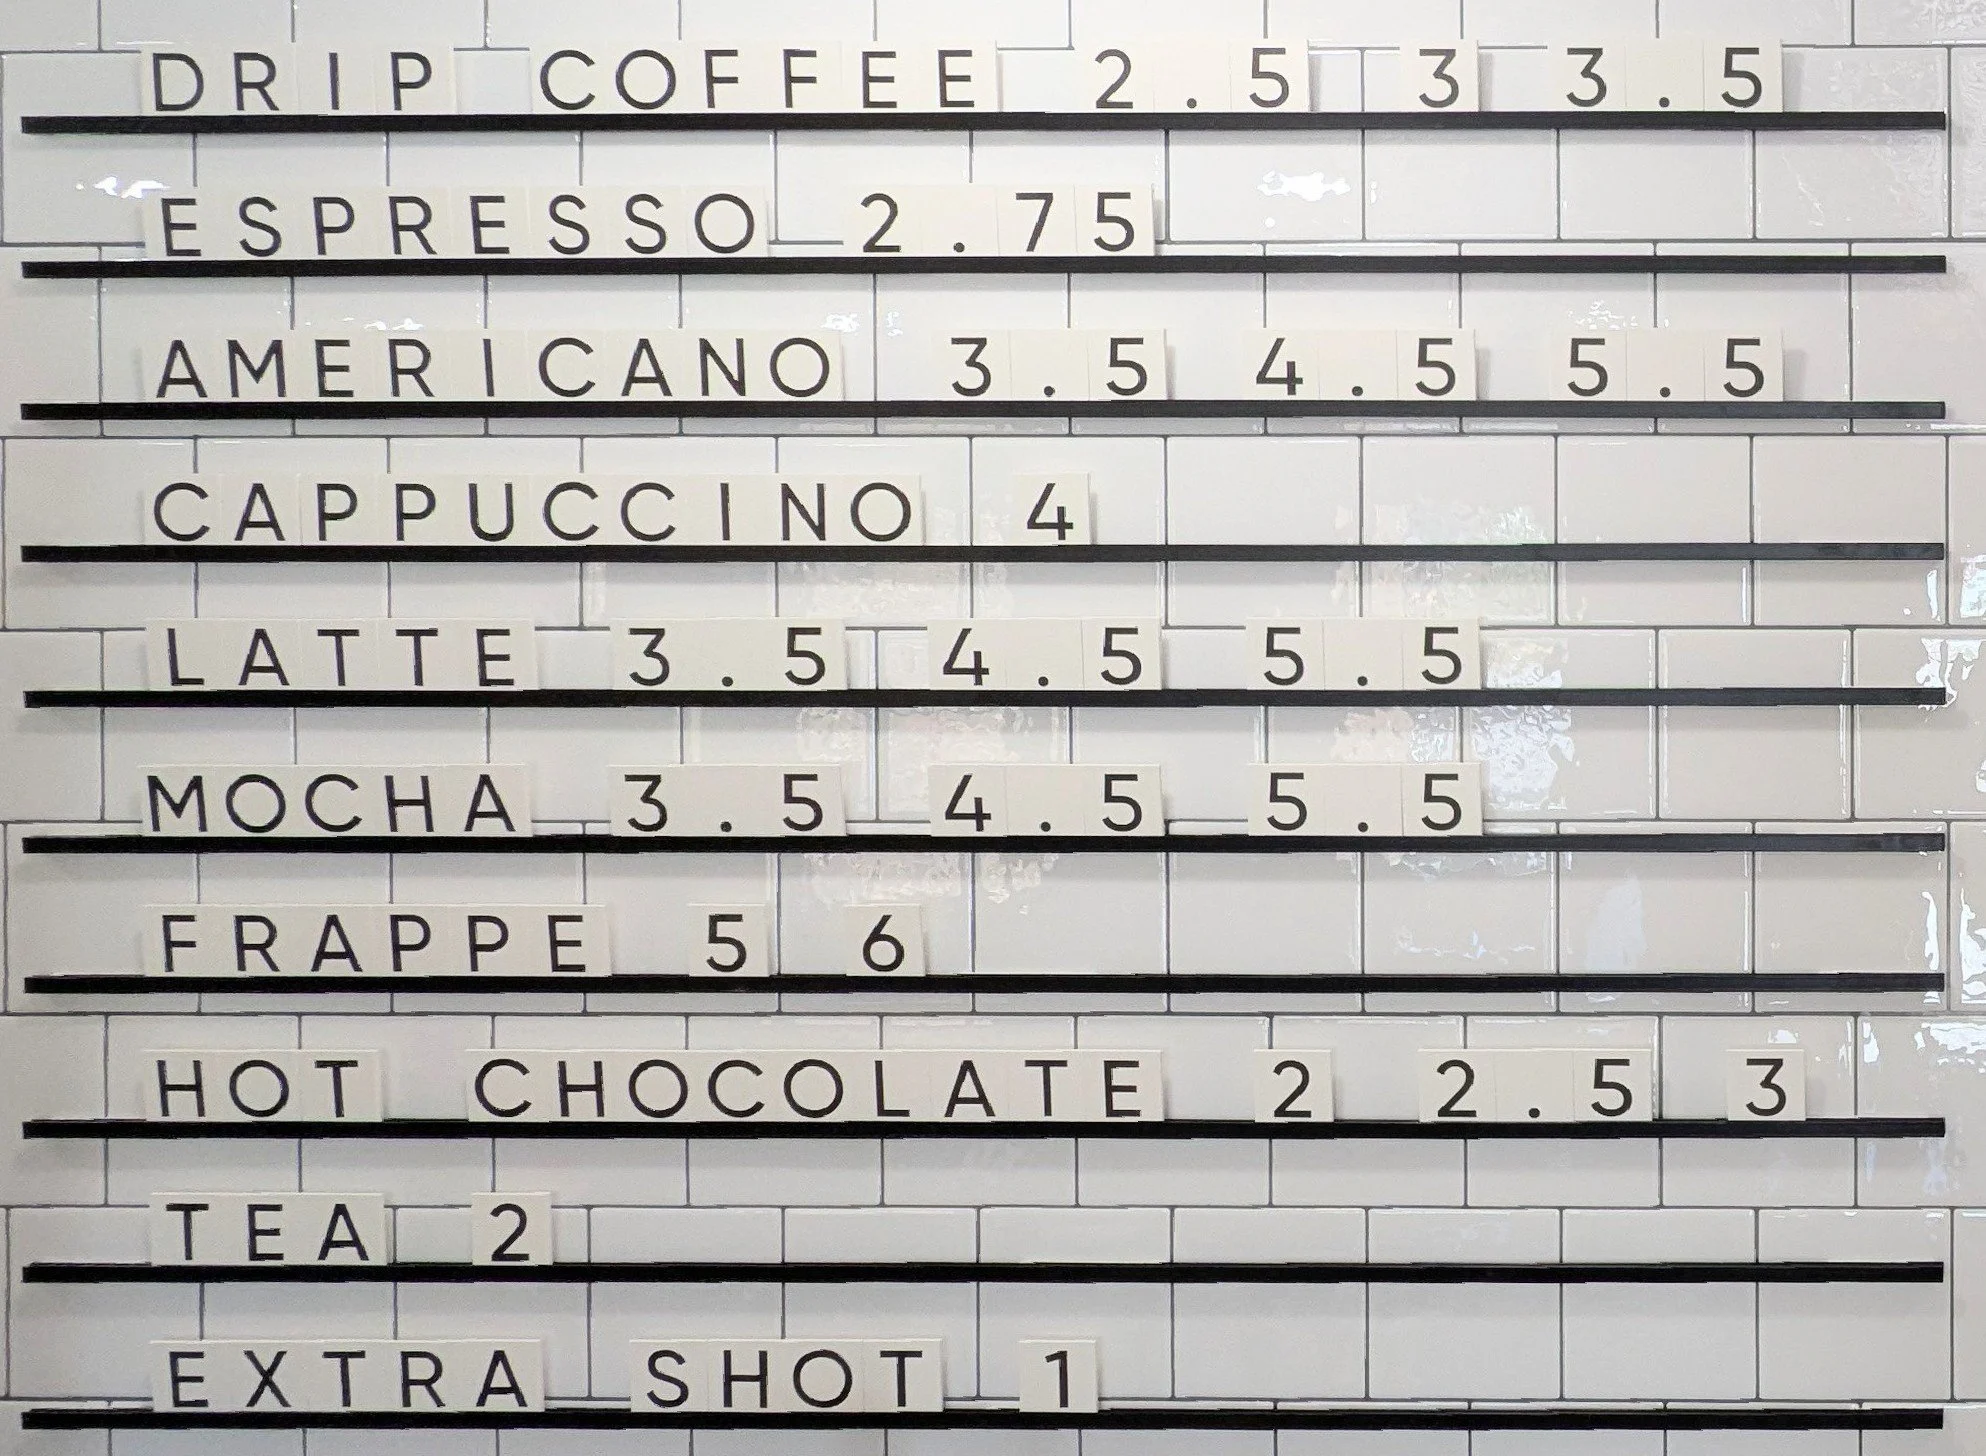 DRIP COFFEE 2.5 3 3.5
ESPRESSO 2.75
AMERICANO 3.5 4.5 5.5
CAPPUCCINO 4
LATTE 3.5 4.5 5.5
MOCHA 3.5 4.5 5.5
FRAPPE 5 6
HOT CHOCOLATE 2 2.5 3
TEA 2
EXTRA SHOT 1